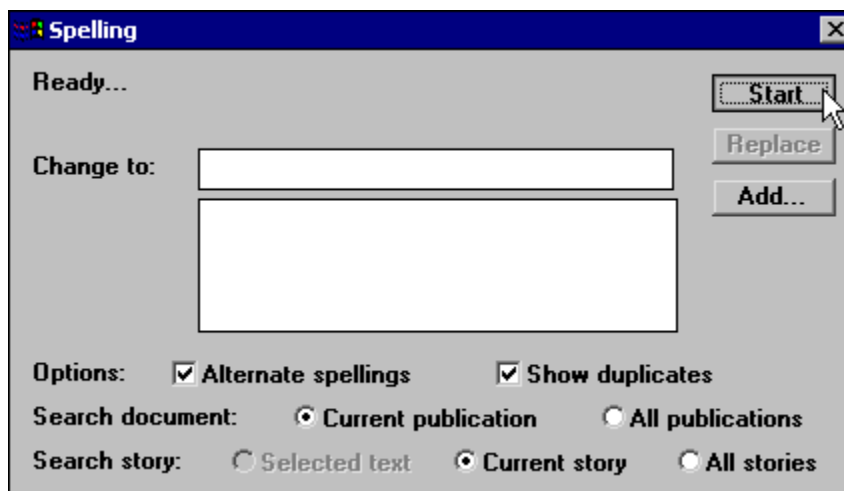 Spelling
Ready...
Start
Replace
Change to:
Add...
Options: Alternate spellings Show duplicates
Search document: Current publication All publications
Search story: Selected text Current story All stories